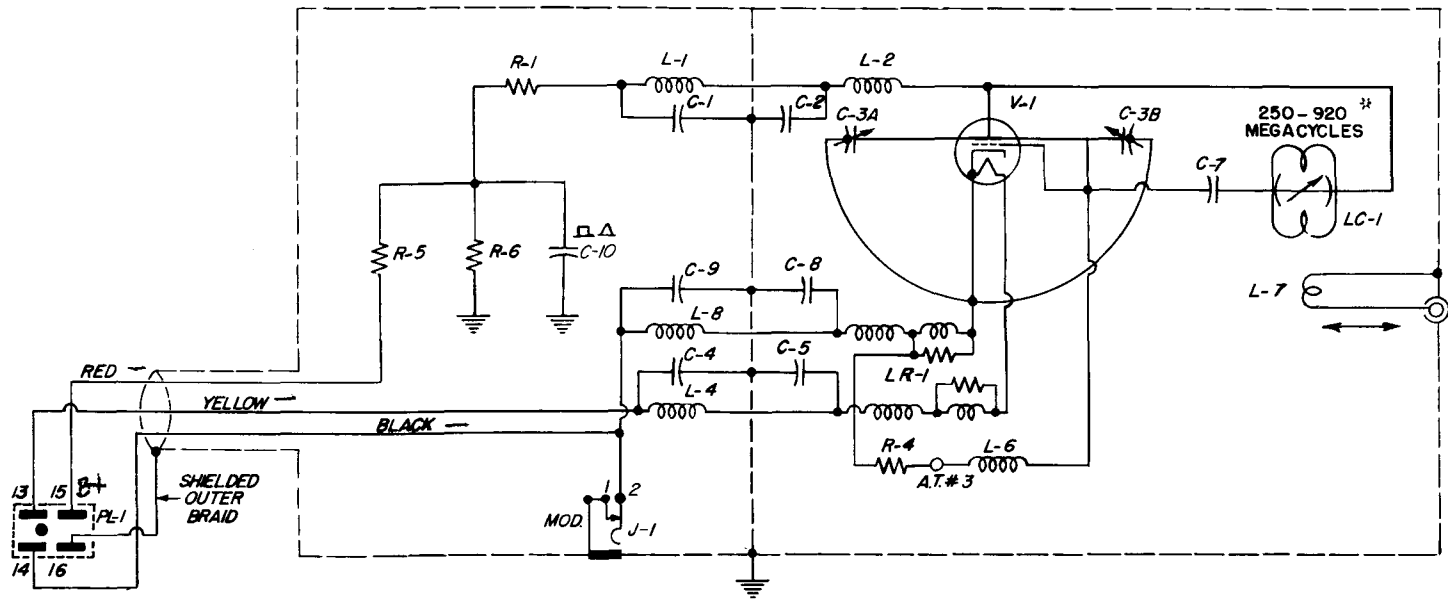 R-1
L-1
C-1
C-2
L-2
V-1
C-3A
C-3B
250-920 *
MEGACYCLES
C-7
LC-1
R-5
R-6
C-10
C-9
C-8
L-8
C-4
C-5
LR-1
L-4
L-7
RED
YELLOW
BLACK
R-4
L-6
A.T.#3
SHIELDED
OUTER
BRAID
13 15 B+
PL-1
14 16
MOD.
1 2
J-1